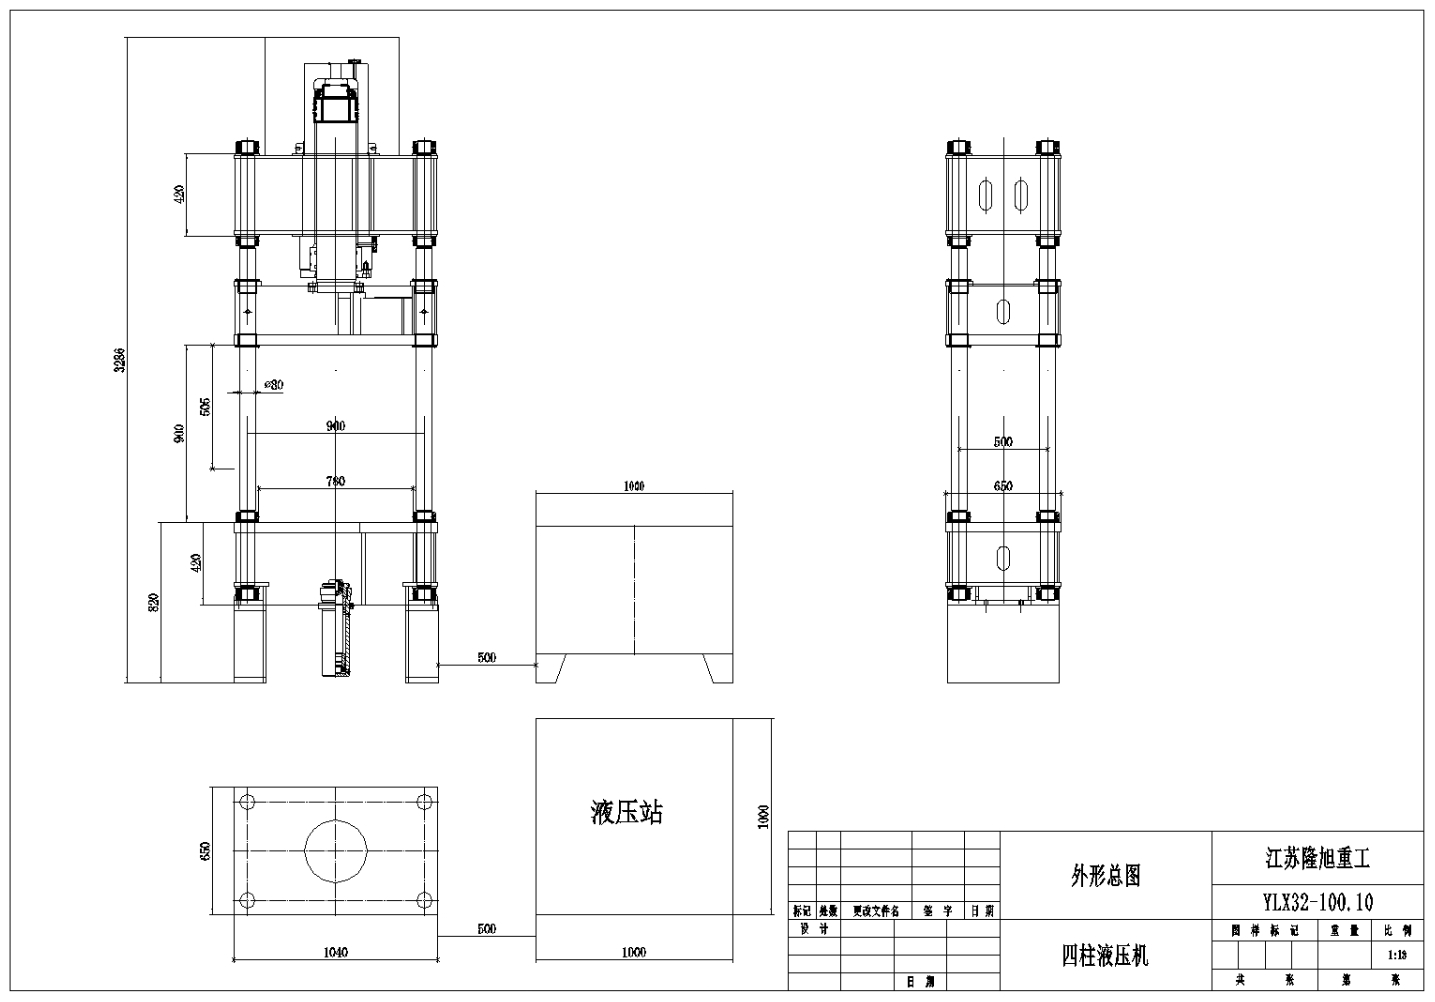 420
3286
ø80
505
900
900
780
420
820
500
1000
500
650
液压站
1000
650
500
1040
1000
外形总图
江苏隆旭重工
YLX32-100.10
标记 处数 更改文件名 签 字 日 期
设 计
日 期
四柱液压机
图 样 标 记 重 量 比 例
共 张 第 张